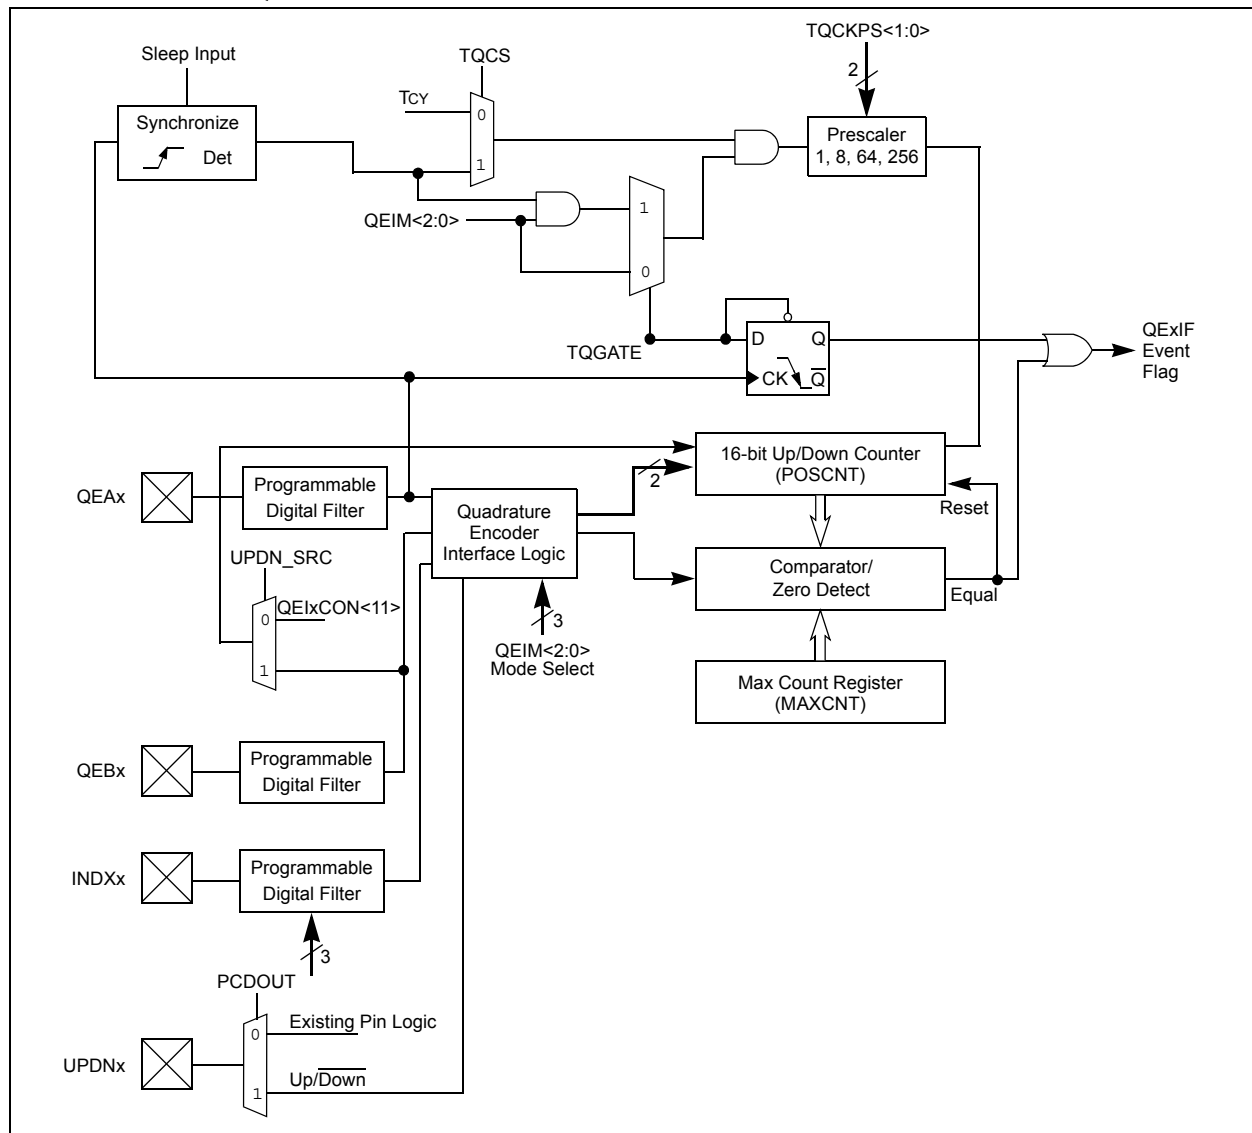 TQCKPS<1:0>
Sleep Input
TQCS
2
TCY
0
Synchronize
Det
1
Prescaler
1, 8, 64, 256
QEIM<2:0>
1
0
TQGATE
D
Q
CK
Q̅
QExIF
Event
Flag
16-bit Up/Down Counter
(POSCNT)
2
Reset
QEAx
Programmable
Digital Filter
Quadrature
Encoder
Interface Logic
UPDN_SRC
QEIxCON<11>
0
1
Comparator/
Zero Detect
Equal
3
QEIM<2:0>
Mode Select
Max Count Register
(MAXCNT)
QEBx
Programmable
Digital Filter
INDXx
Programmable
Digital Filter
3
PCDOUT
Existing Pin Logic
0
UPDNx
Up/D̅o̅w̅n̅
1